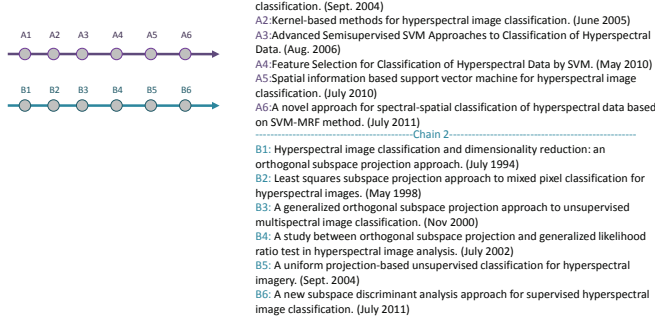 A1 A2 A3 A4 A5 A6
B1 B2 B3 B4 B5 B6
classification. (Sept. 2004)
A2:Kernel-based methods for hyperspectral image classification. (June 2005)
A3:Advanced Semisupervised SVM Approaches to Classification of Hyperspectral
Data. (Aug. 2006)
A4:Feature Selection for Classification of Hyperspectral Data by SVM. (May 2010)
A5:Spatial information based support vector machine for hyperspectral image
classification. (July 2010)
A6:A novel approach for spectral-spatial classification of hyperspectral data based
on SVM-MRF method. (July 2011)
Chain 2
B1: Hyperspectral image classification and dimensionality reduction: an
orthogonal subspace projection approach. (July 1994)
B2: Least squares subspace projection approach to mixed pixel classification for
hyperspectral images. (May 1998)
B3: A generalized orthogonal subspace projection approach to unsupervised
multispectral image classification. (Nov 2000)
B4: A study between orthogonal subspace projection and generalized likelihood
ratio test in hyperspectral image analysis. (July 2002)
B5: A uniform projection-based unsupervised classification for hyperspectral
imagery. (Sept. 2004)
B6: A new subspace discriminant analysis approach for supervised hyperspectral
image classification. (July 2011)